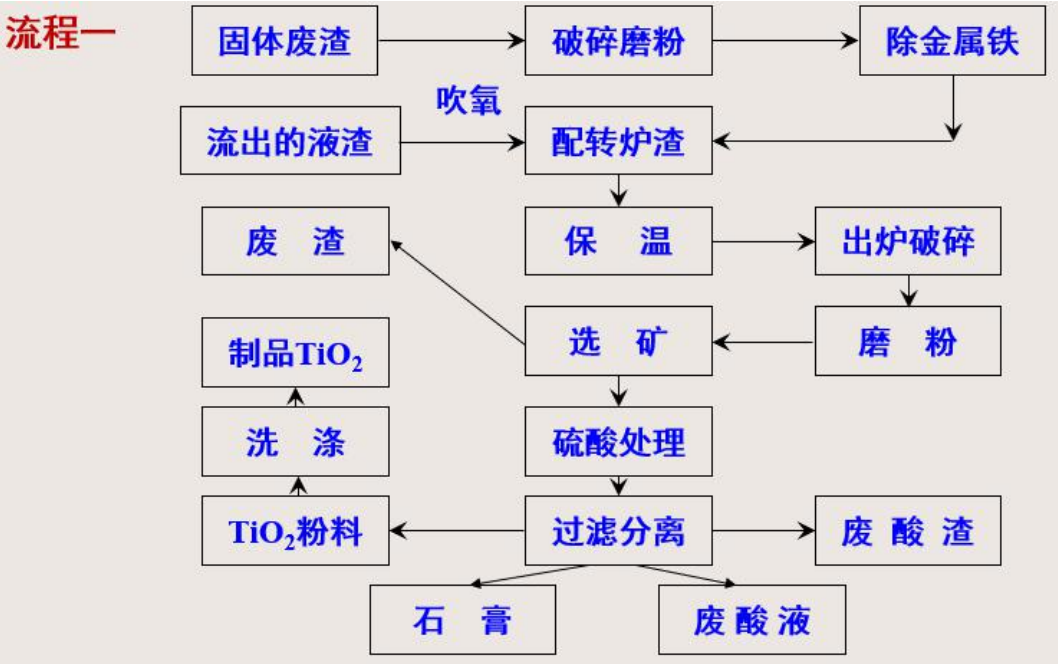 流程一
固体废渣
破碎磨粉
除金属铁
吹氧
流出的液渣
配转炉渣
废 渣
保 温
出炉破碎
制品TiO₂
选 矿
磨 粉
洗 涤
硫酸处理
TiO₂粉料
过滤分离
废 酸 渣
石 膏
废 酸 液